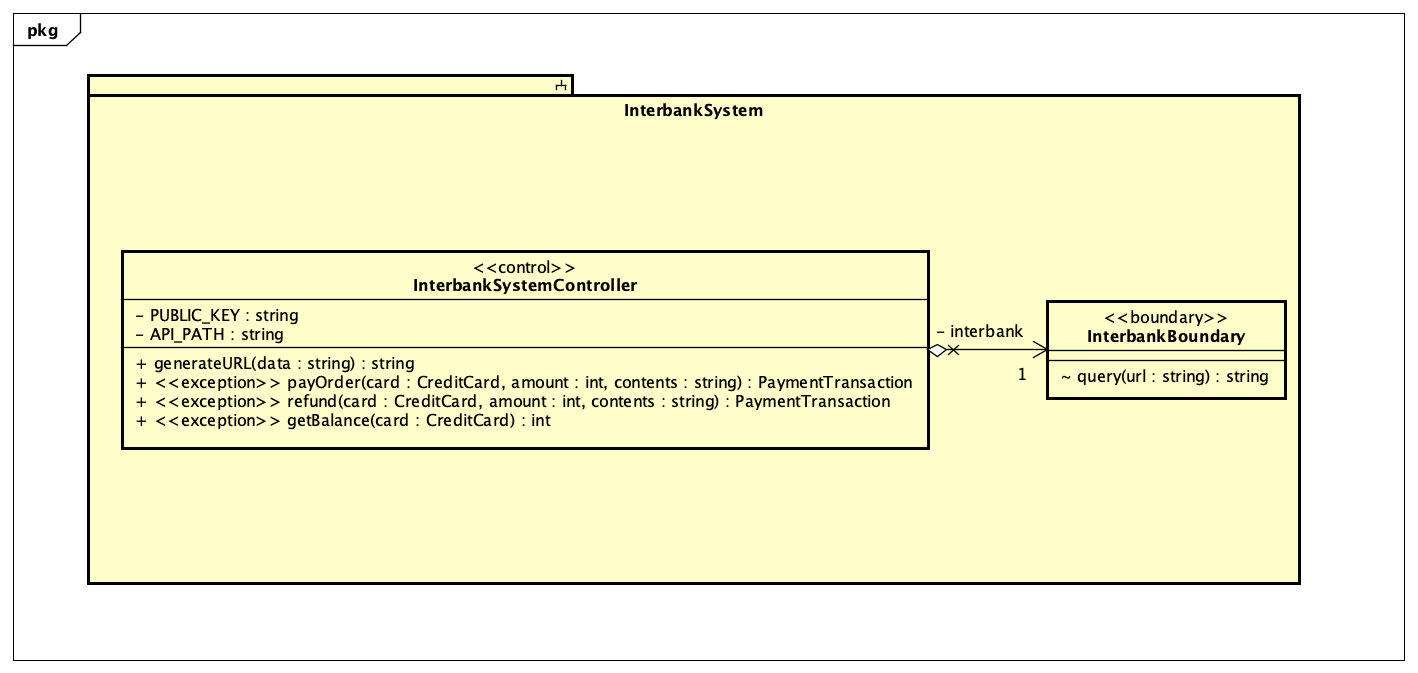 pkg
InterbankSystem
<<control>>
InterbankSystemController
- PUBLIC_KEY : string
- API_PATH : string
+ generateURL(data : string) : string
+ <<exception>> payOrder(card : CreditCard, amount : int, contents : string) : PaymentTransaction
+ <<exception>> refund(card : CreditCard, amount : int, contents : string) : PaymentTransaction
+ <<exception>> getBalance(card : CreditCard) : int
- interbank
1
<<boundary>>
InterbankBoundary
~ query(url : string) : string